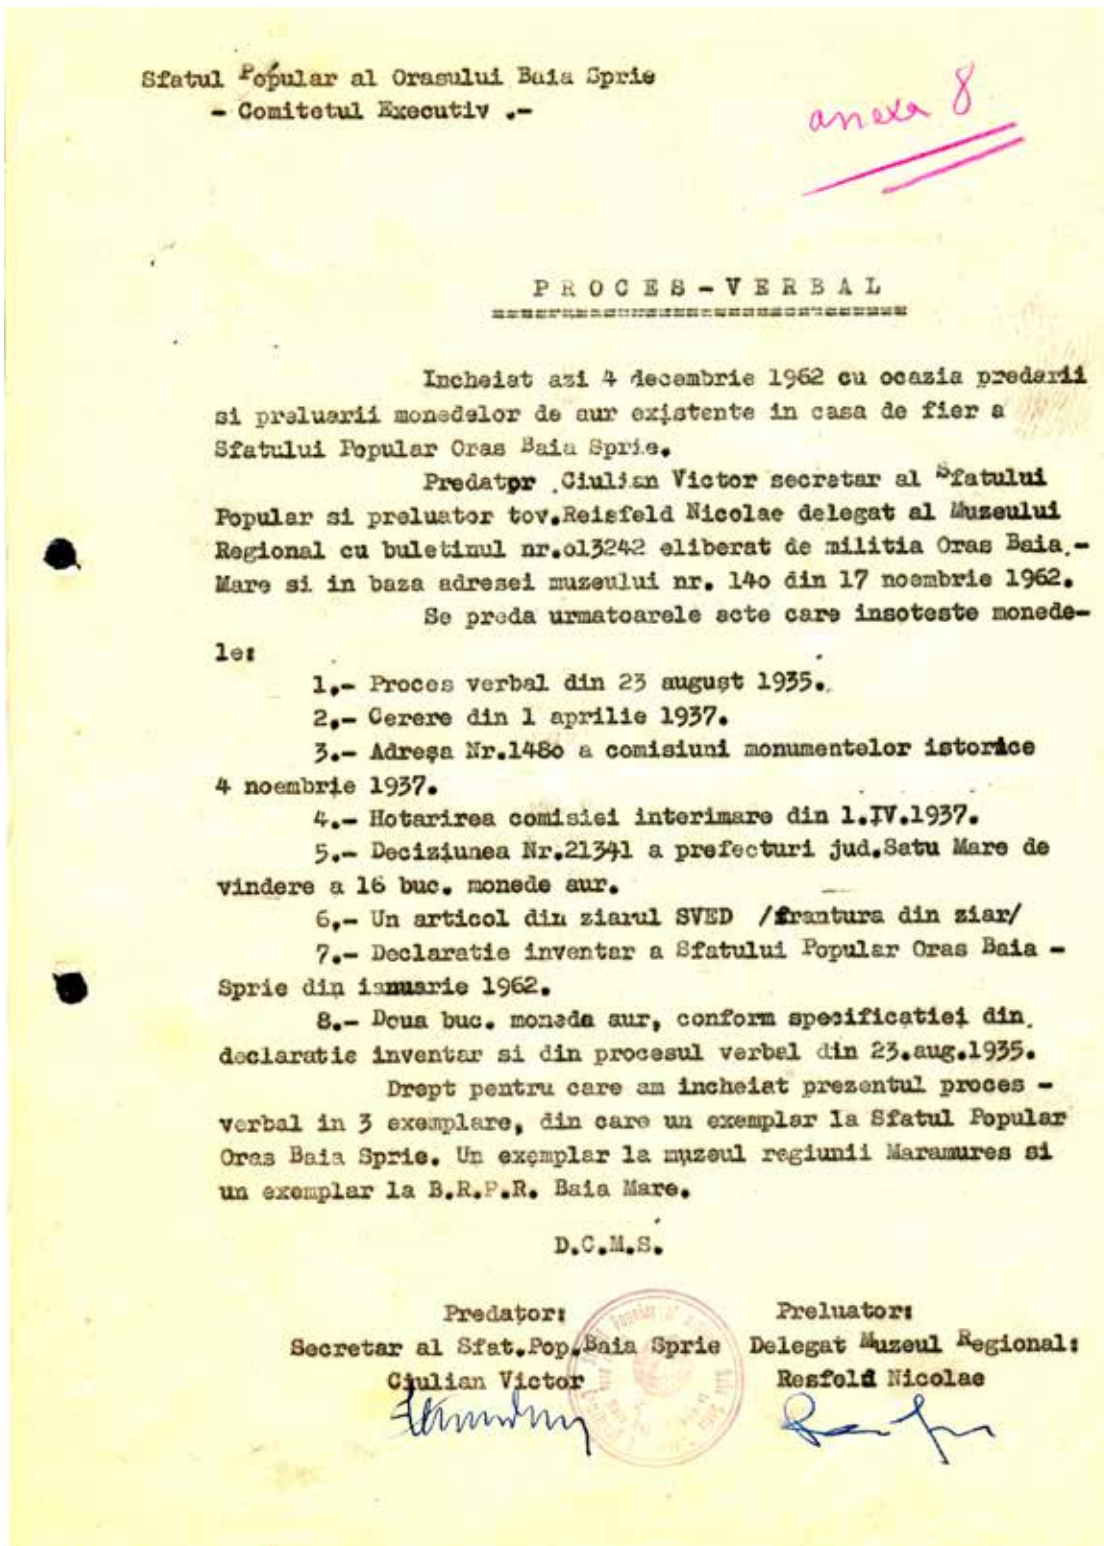 Sfatul Popular al Orasului Baia Sprie
- Comitetul Executiv .-
anexa 8
PROCES-VERBAL
Incheiat azi 4 decembrie 1962 cu ocazia predarii
si preluarii monedelor de aur existente in casa de fier a
Sfatului Popular Oras Baia Sprie.
Predator .Ciulian Victor secretar al Sfatului
Popular si preluator tov.Reisfeld Nicolae delegat al Muzeului
Regional cu buletinul nr.o13242 eliberat de militia Oras Baia.-
Mare si in baza adresei muzeului nr. 14o din 17 noembrie 1962.
Se preda urmatoarele acte care insoteste monede-
le:
1.- Proces verbal din 23 august 1935.
2.- Cerere din 1 aprilie 1937.
3.- Adresa Nr.148o a comisiuni monumentelor istorice
4 noembrie 1937.
4.- Hotarirea comisiei interimare din 1.IV.1937.
5.- Deciziunea Nr.21341 a prefecturi jud.Satu Mare de
vindere a 16 buc. monede aur.
6.- Un articol din ziarul SVED /frantura din ziar/
7.- Declaratie inventar a Sfatului Popular Oras Baia -
Sprie din ianuarie 1962.
8.- Doua buc. moneda aur, conform specificatiei din
declaratie inventar si din procesul verbal din 23.aug.1935.
Drept pentru care am incheiat prezentul proces -
verbal in 3 exemplare, din care un exemplar la Sfatul Popular
Oras Baia Sprie. Un exemplar la muzeul regiunii Maramures si
un exemplar la B.R.P.R. Baia Mare.
D.C.M.S.
Predator: Preluator:
Secretar al Sfat.Pop.Baia Sprie Delegat Muzeul Regional:
Ciulian Victor Resfeld Nicolae